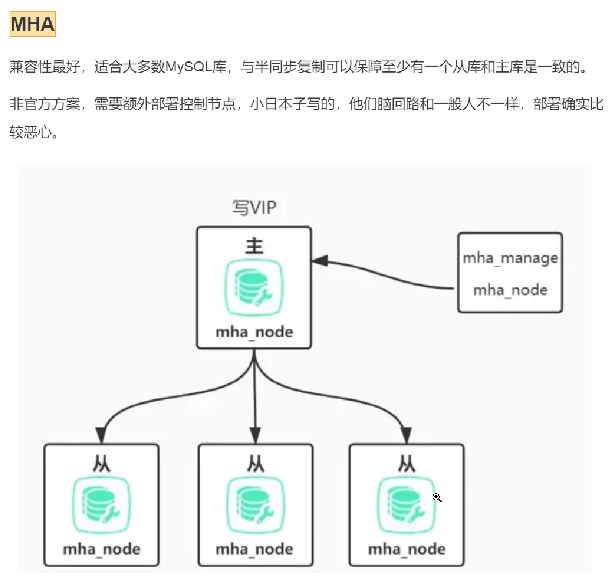 MHA
兼容性最好，适合大多数MySQL库，与半同步复制可以保障至少有一个从库和主库是一致的。
非官方方案，需要额外部署控制节点，小日本子写的，他们脑回路和一般人不一样，部署确实比
较恶心。
写VIP
主
mha_node
mha_manage
mha_node
从
mha_node
从
mha_node
从
mha_node